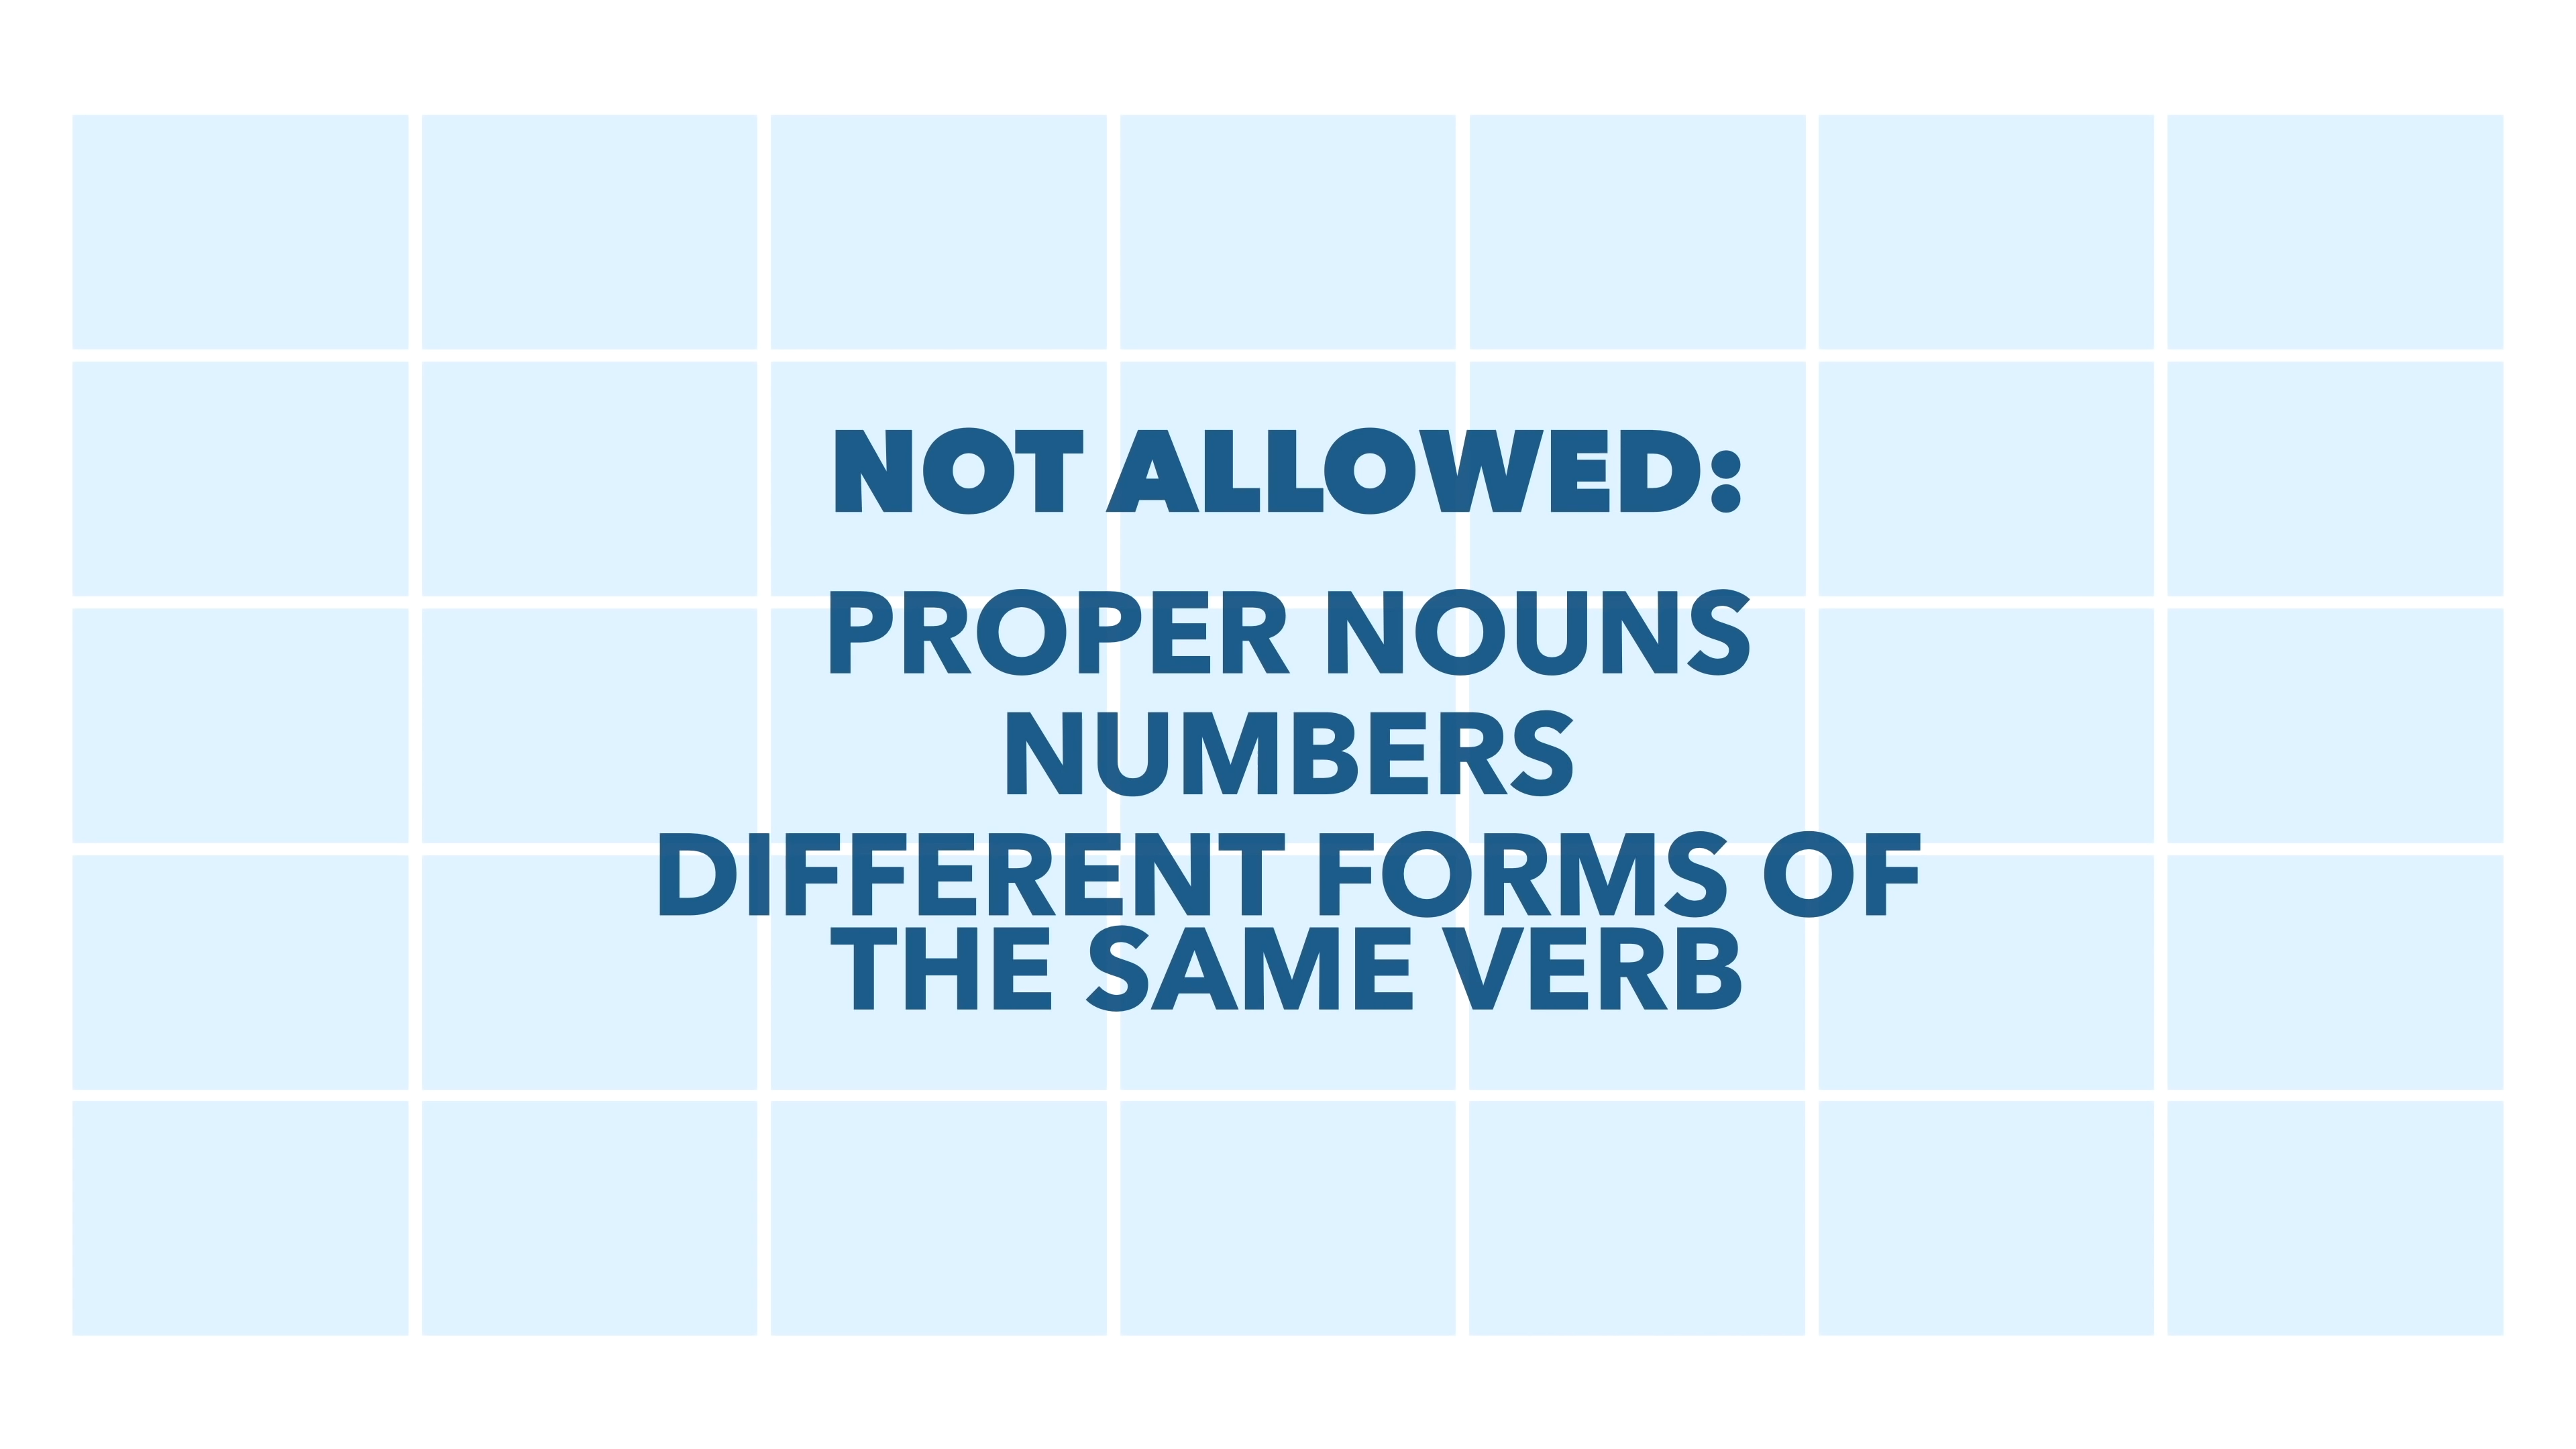 NOT ALLOWED:
PROPER NOUNS
NUMBERS
DIFFERENT FORMS OF
THE SAME VERB